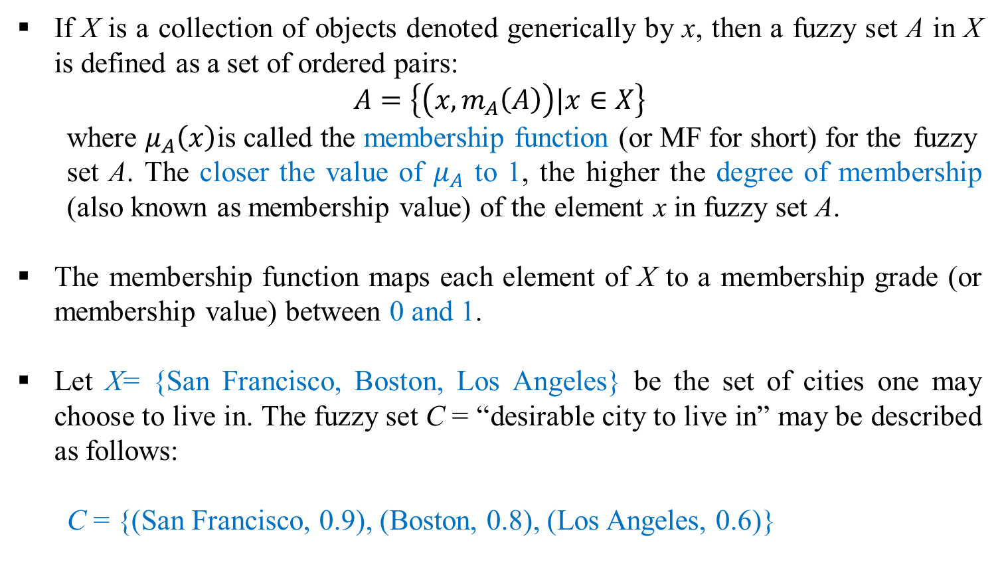 ▪ If X is a collection of objects denoted generically by x, then a fuzzy set A in X
is defined as a set of ordered pairs:
A = {(x, m_A(A))|x ∈ X}
where μ_A(x)is called the membership function (or MF for short) for the fuzzy
set A. The closer the value of μ_A to 1, the higher the degree of membership
(also known as membership value) of the element x in fuzzy set A.
▪ The membership function maps each element of X to a membership grade (or
membership value) between 0 and 1.
▪ Let X= {San Francisco, Boston, Los Angeles} be the set of cities one may
choose to live in. The fuzzy set C = “desirable city to live in” may be described
as follows:
C = {(San Francisco, 0.9), (Boston, 0.8), (Los Angeles, 0.6)}